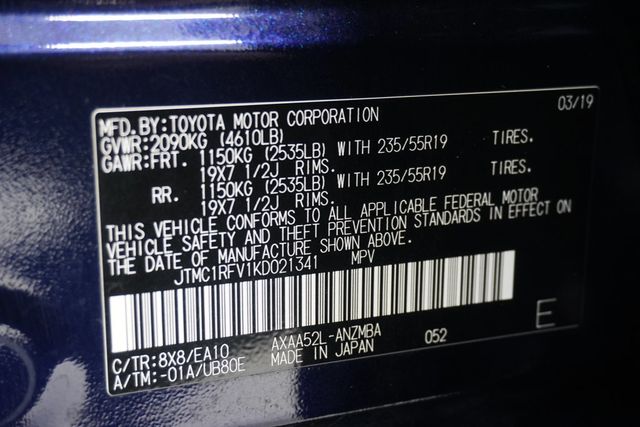 03/19
MFD.BY:TOYOTA MOTOR CORPORATION
GVWR:2090KG (4610LB)
GAWR:FRT. 1150KG (2535LB) WITH 235/55R19 TIRES.
19X7 1/2J RIMS.
RR. 1150KG (2535LB) WITH 235/55R19 TIRES.
19X7 1/2J RIMS.
THIS VEHICLE CONFORMS TO ALL APPLICABLE FEDERAL MOTOR
VEHICLE SAFETY AND THEFT PREVENTION STANDARDS IN EFFECT ON
THE DATE OF MANUFACTURE SHOWN ABOVE.
JTMC1RFV1KD021341 MPV
C/TR:8X8/EA10 AXAA52L-ANZMBA 052 E
A/TM:-01A/UB80E MADE IN JAPAN